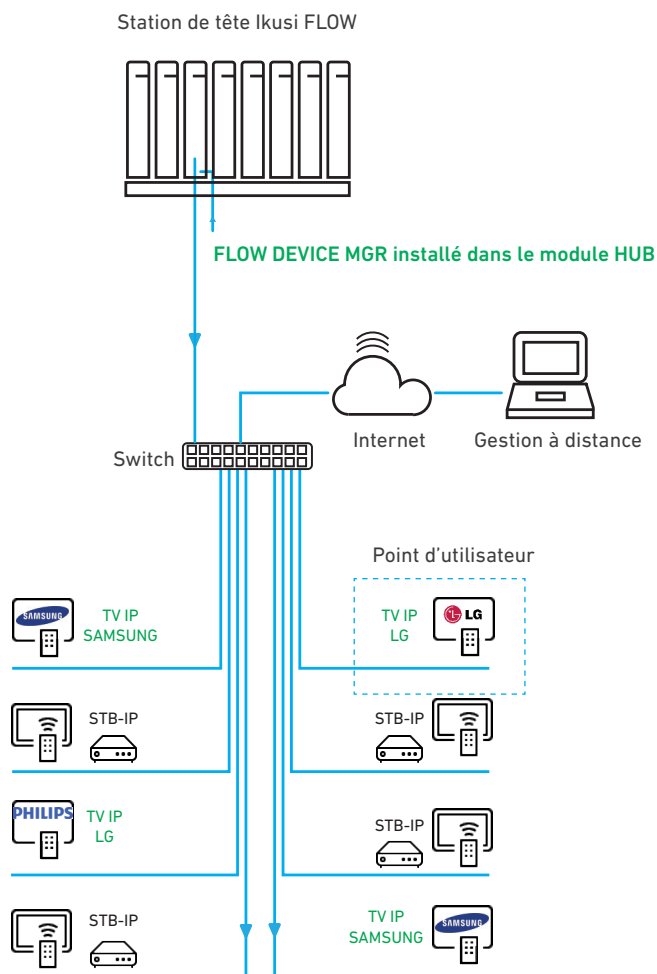 Station de tête Ikusi FLOW
FLOW DEVICE MGR installé dans le module HUB
Internet
Gestion à distance
Switch
Point d'utilisateur
SAMSUNG
TV IP
SAMSUNG
TV IP
LG
LG
STB-IP
STB-IP
PHILIPS
TV IP
LG
STB-IP
STB-IP
TV IP
SAMSUNG
SAMSUNG